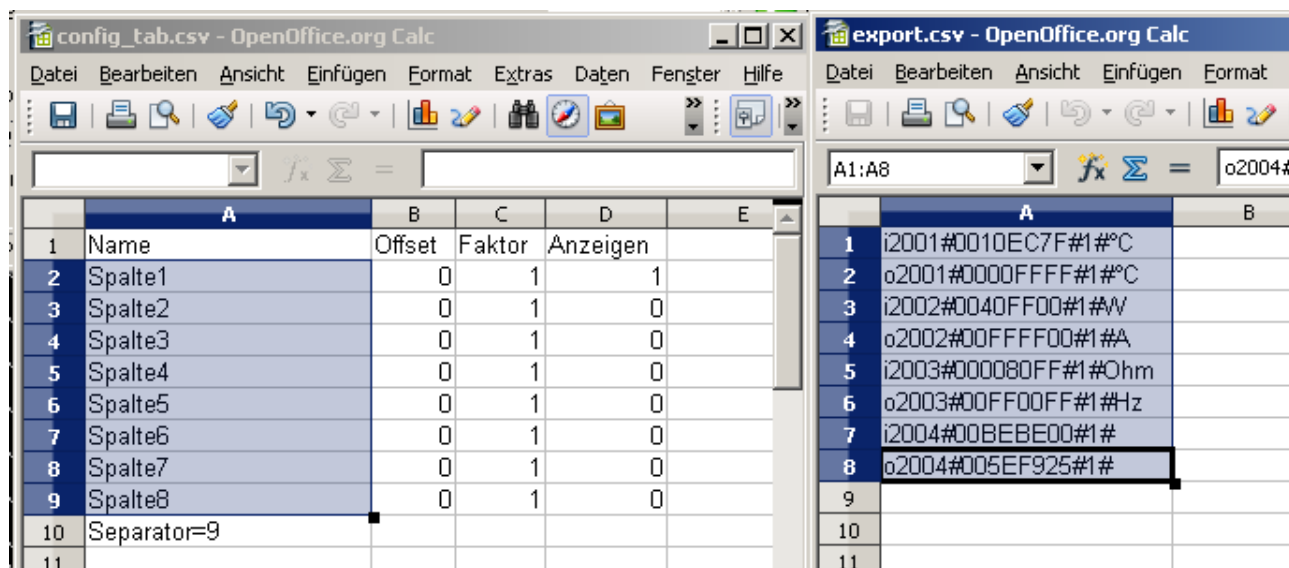 config_tab.csv - OpenOffice.org Calc
Datei Bearbeiten Ansicht Einfügen Format Extras Daten Fenster Hilfe
A B C D E
1 Name Offset Faktor Anzeigen
2 Spalte1 0 1 1
3 Spalte2 0 1 0
4 Spalte3 0 1 0
5 Spalte4 0 1 0
6 Spalte5 0 1 0
7 Spalte6 0 1 0
8 Spalte7 0 1 0
9 Spalte8 0 1 0
10 Separator=9
11
export.csv - OpenOffice.org Calc
Datei Bearbeiten Ansicht Einfügen Format
A1:A8 o2004#
A B
1 i2001#0010EC7F#1#°C
2 o2001#0000FFFF#1#°C
3 i2002#0040FF00#1#W
4 o2002#00FFFF00#1#A
5 i2003#000080FF#1#Ohm
6 o2003#00FF00FF#1#Hz
7 i2004#00BEBE00#1#
8 o2004#005EF925#1#
9
10
11